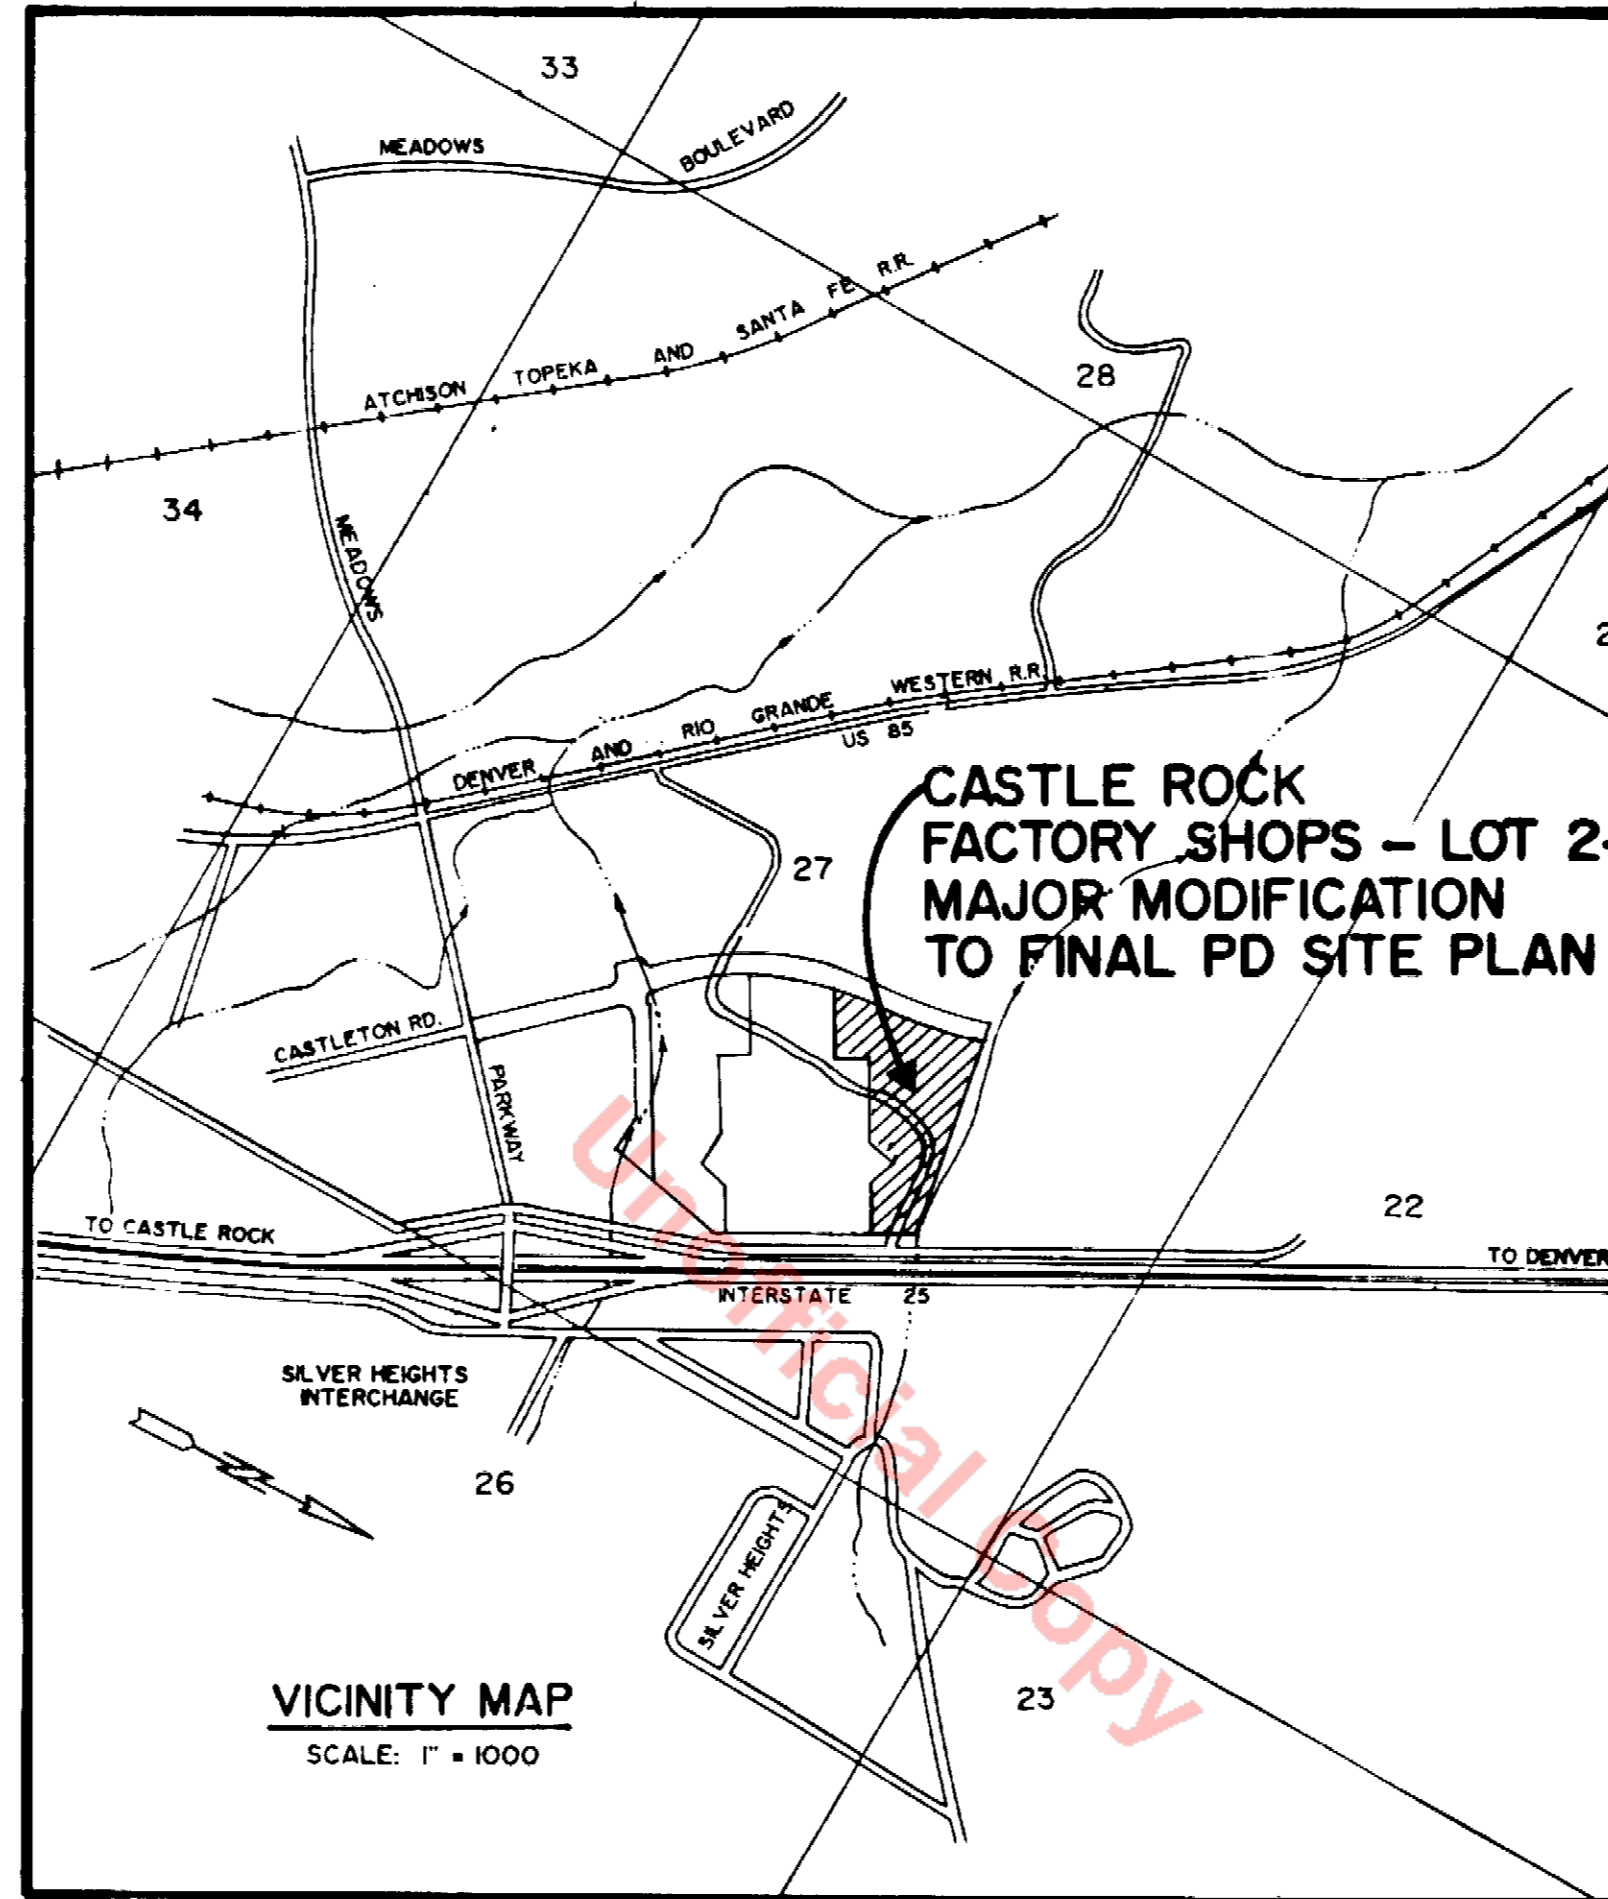 33
MEADOWS BOULEVARD
ATCHISON TOPEKA AND SANTA FE R.R.
28
34
MEADOWS
2
DENVER AND RIO GRANDE WESTERN R.R.
US 85
CASTLE ROCK
FACTORY SHOPS - LOT 2-
MAJOR MODIFICATION
TO FINAL PD SITE PLAN
27
CASTLETON RD.
PARKWAY
22
TO CASTLE ROCK
TO DENVER
INTERSTATE 25
SILVER HEIGHTS
INTERCHANGE
N
26
SILVER HEIGHTS
23
VICINITY MAP
SCALE: 1" = 1000
Unofficial Copy